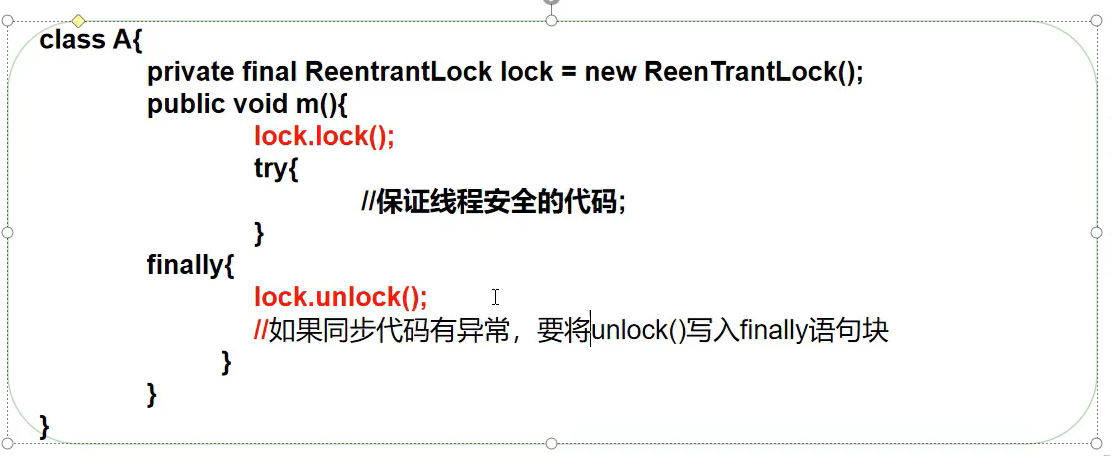 class A{
private final ReentrantLock lock = new ReenTrantLock();
public void m(){
lock.lock();
try{
//保证线程安全的代码;
}
finally{
lock.unlock();
//如果同步代码有异常，要将unlock()写入finally语句块
}
}
}